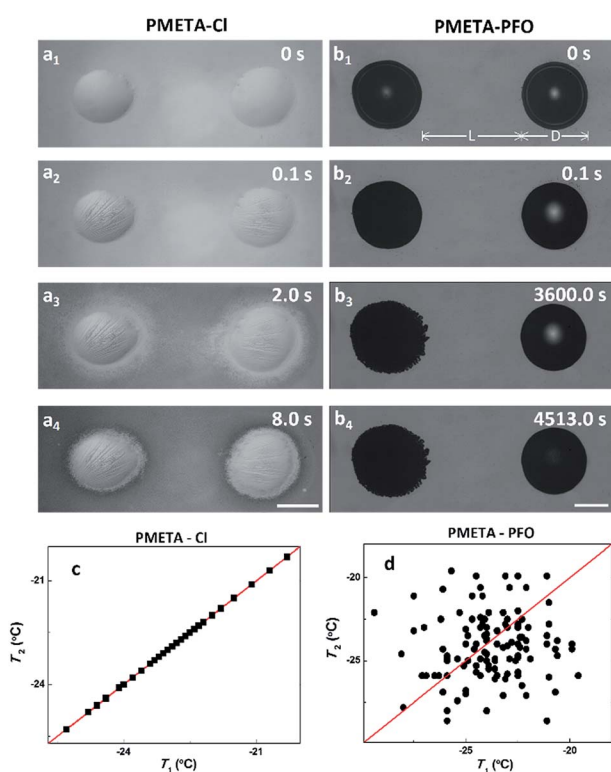 PMETA-Cl PMETA-PFO
a1 0 s b1 0 s
L D
a2 0.1 s b2 0.1 s
a3 2.0 s b3 3600.0 s
a4 8.0 s b4 4513.0 s
PMETA - Cl PMETA - PFO
c d
-21
-24
T2 (°C)
-24 -21
T1 (°C)
-20
-25
T2 (°C)
-25 -20
T1 (°C)